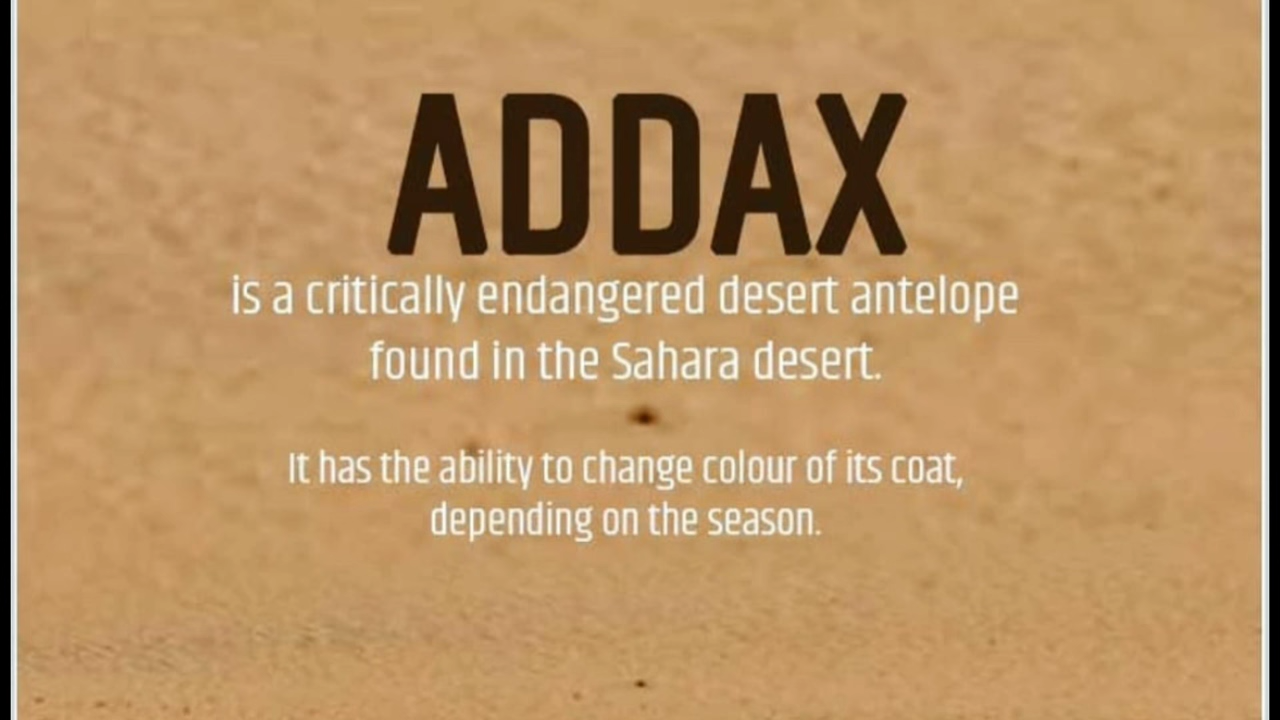 ADDAX
is a critically endangered desert antelope
found in the Sahara desert.
It has the ability to change colour of its coat,
depending on the season.